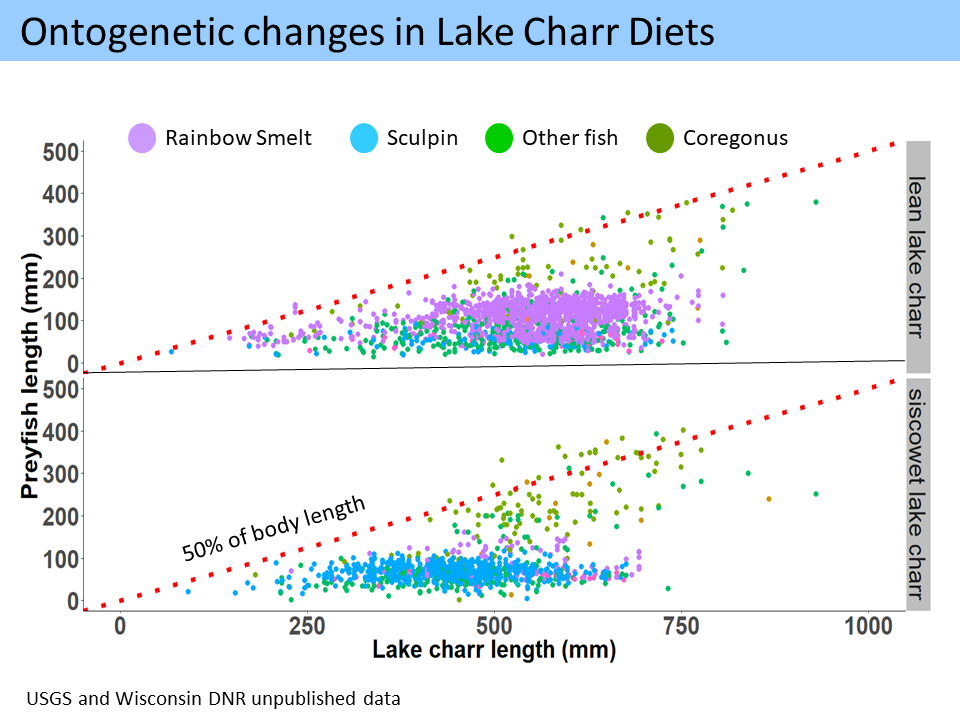 Ontogenetic changes in Lake Charr Diets
Rainbow Smelt Sculpin Other fish Coregonus
Preyfish length (mm)
500
400
300
200
100
0
lean lake charr
500
400
300
200
100
0
50% of body length
siscowet lake charr
0 250 500 750 1000
Lake charr length (mm)
USGS and Wisconsin DNR unpublished data